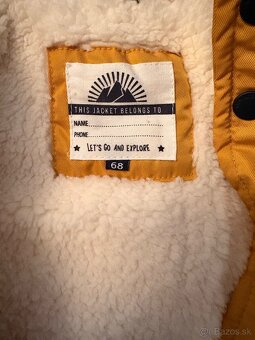 THIS JACKET BELONGS TO
NAME
PHONE
LET'S GO AND EXPLORE
68
Bazos.sk